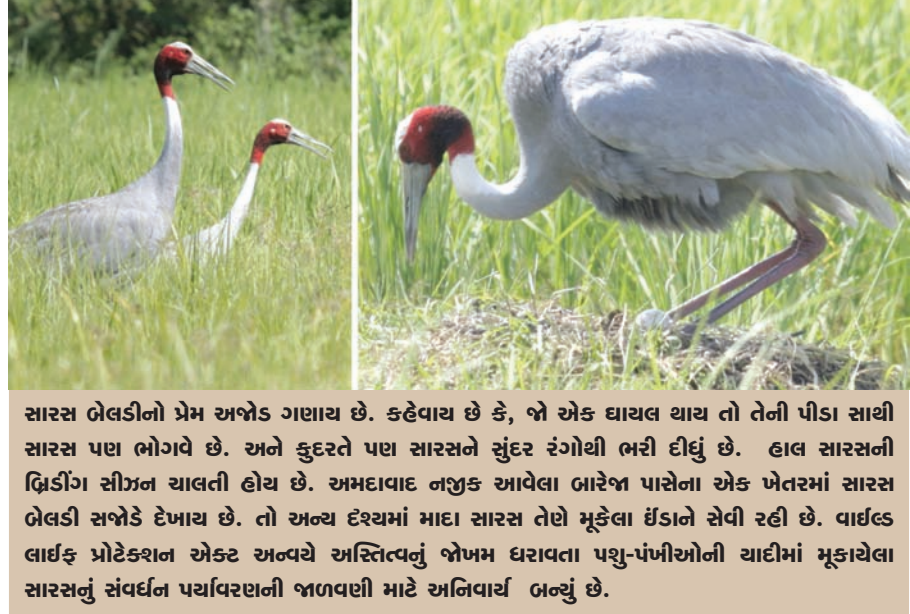 સારસ બેલડીનો પ્રેમ અજોડ ગણાય છે. કહેવાય છે કે, જો એક ઘાયલ થાય તો તેની પીડા સાથી
સારસ પણ ભોગવે છે. અને કુદરતે પણ સારસને સુંદર રંગોથી ભરી દીધું છે. હાલ સારસની
બ્રિડીંગ સીઝન ચાલતી હોય છે. અમદાવાદ નજીક આવેલા બારેજા પાસેના એક ખેતરમાં સારસ
બેલડી સજોડે દેખાય છે. તો અન્ય દૃશ્યમાં માદા સારસ તેણે મૂકેલા ઈંડાને સેવી રહી છે. વાઈલ્ડ
લાઈફ પ્રોટેક્શન એક્ટ અન્વયે અસ્તિત્વનું જોખમ ધરાવતા પશુ-પંખીઓની યાદીમાં મૂકાયેલા
સારસનું સંવર્ધન પર્યાવરણની જાળવણી માટે અનિવાર્ય બન્યું છે.